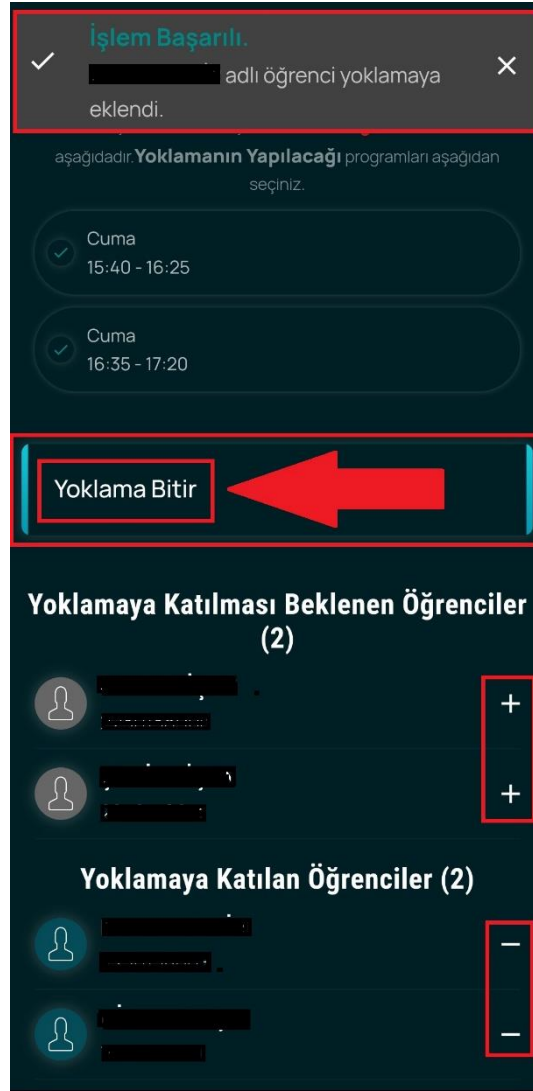 İşlem Başarılı.
adlı öğrenci yoklamaya
eklendi.
aşağıdadır.Yoklamanın Yapılacağı programları aşağıdan
seçiniz.
Cuma
15:40 - 16:25
Cuma
16:35 - 17:20
Yoklama Bitir
Yoklamaya Katılması Beklenen Öğrenciler
(2)
Yoklamaya Katılan Öğrenciler (2)